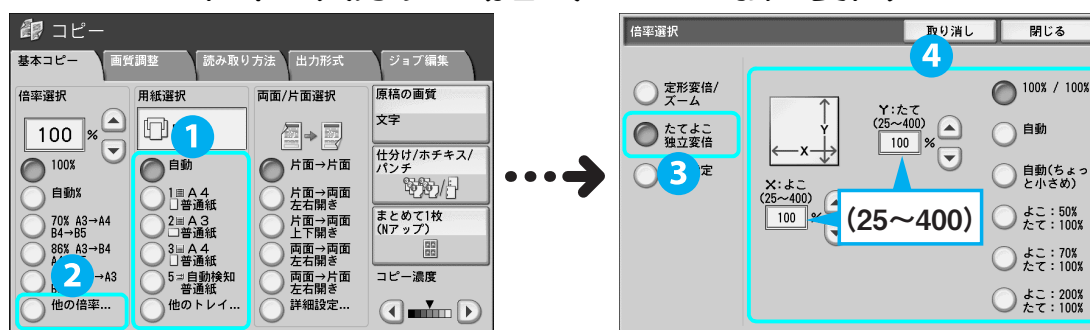 コピー
基本コピー 画質調整 読み取り方法 出力形式 ジョブ編集
倍率選択
100 %
100%
自動%
70% A3→A4
B4→B5
86% A3→B4
→A3
他の倍率...
2
用紙選択
1
自動
1 A4
普通紙
2 A3
普通紙
3 A4
普通紙
5 自動検知
普通紙
他のトレイ...
両面/片面選択
片面→片面
片面→両面
左右開き
片面→両面
上下開き
両面→両面
左右開き
両面→片面
左右開き
詳細設定...
原稿の画質
文字
仕分け/ホチキス/
パンチ
まとめて1枚
(Nアップ)
コピー濃度
倍率選択 取り消し 閉じる
4
定形変倍/
ズーム
たてよこ
独立変倍
3
定
Y
X
Y:たて
(25~400)
100 %
X:よこ
(25~400)
100 %
(25~400)
100% / 100%
自動
自動(ちょっ
と小さめ)
よこ:50%
たて:100%
よこ:70%
たて:100%
よこ:200%
たて:100%